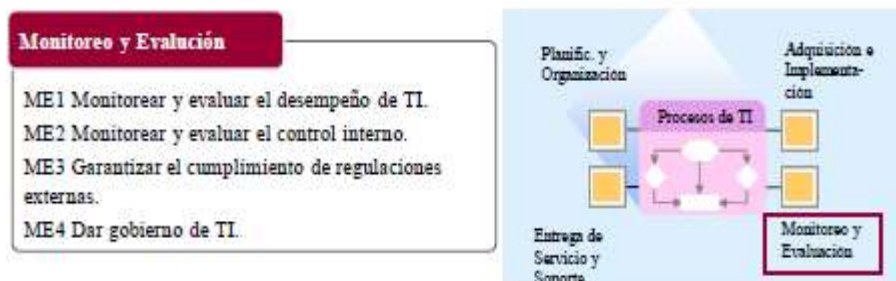 Monitoreo y Evalución
ME1 Monitorear y evaluar el desempeño de TI.
ME2 Monitorear y evaluar el control interno.
ME3 Garantizar el cumplimiento de regulaciones
externas.
ME4 Dar gobierno de TI.
Planific. y
Organización
Adquisición e
Implementa-
ción
Procesos de TI
Entrega de
Servicio y
Soporte
Monitoreo y
Evaluación